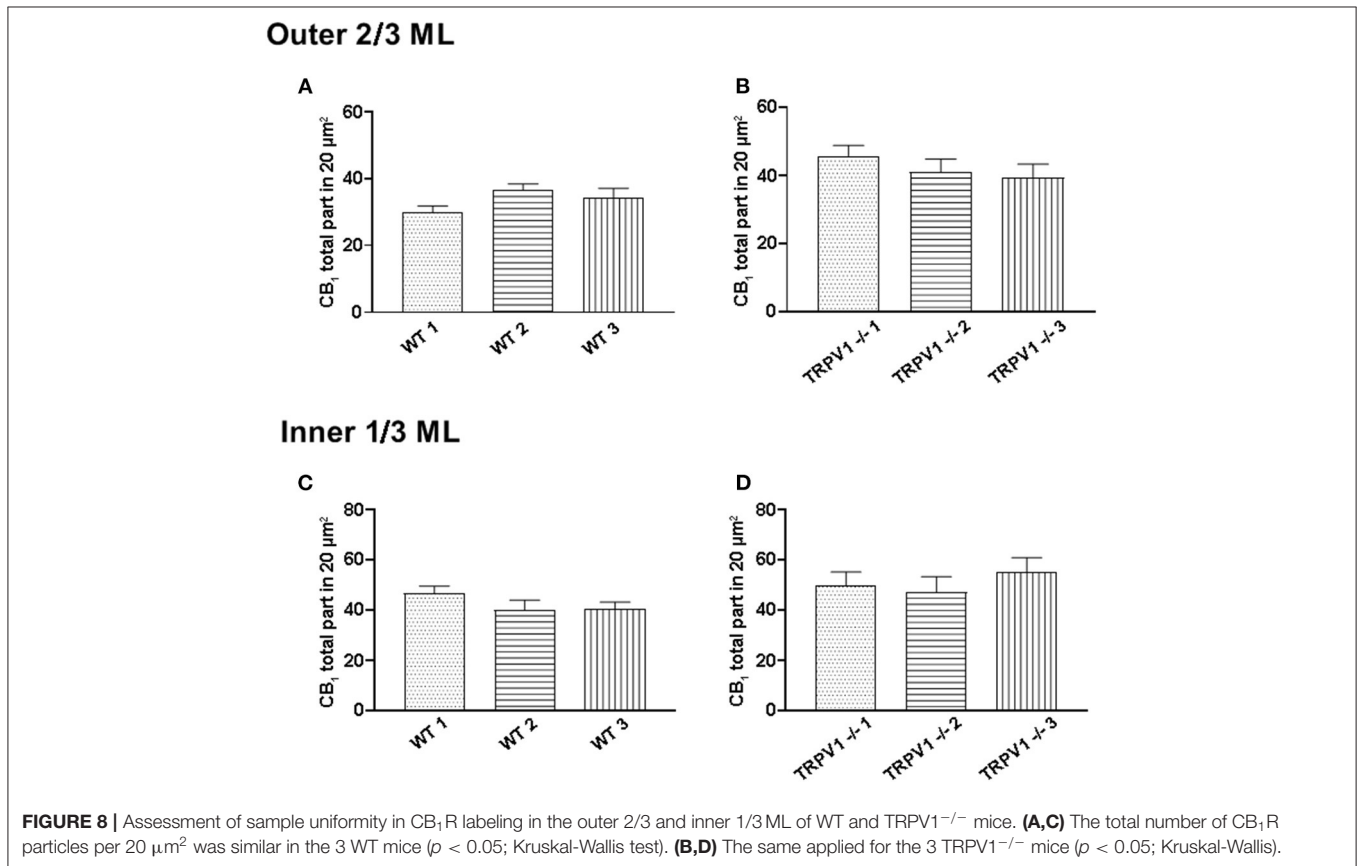 Outer 2/3 ML
A
B
CB₁ total part in 20 µm²
60
40
20
0
WT 1
WT 2
WT 3
CB₁ total part in 20 µm²
60
40
20
0
TRPV1 -/- 1
TRPV1 -/- 2
TRPV1 -/- 3
Inner 1/3 ML
C
D
CB₁ total part in 20 µm²
80
60
40
20
0
WT 1
WT 2
WT 3
CB₁ total part in 20 µm²
80
60
40
20
0
TRPV1 -/- 1
TRPV1 -/- 2
TRPV1 -/- 3
FIGURE 8 | Assessment of sample uniformity in CB₁R labeling in the outer 2/3 and inner 1/3 ML of WT and TRPV1⁻/⁻ mice. (A,C) The total number of CB₁R
particles per 20 µm² was similar in the 3 WT mice (p < 0.05; Kruskal-Wallis test). (B,D) The same applied for the 3 TRPV1⁻/⁻ mice (p < 0.05; Kruskal-Wallis).